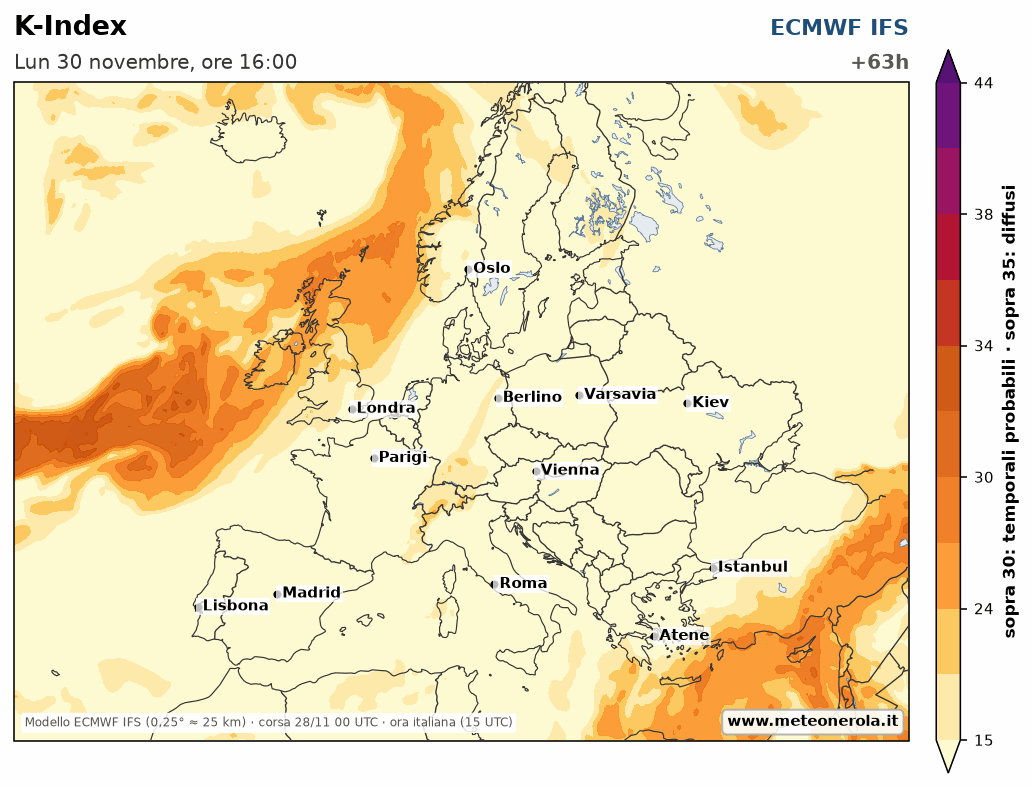 K-Index
ECMWF IFS
Lun 30 novembre, ore 16:00
+63h
44
38
34
30
24
15
sopra 30: temporali probabili · sopra 35: diffusi
Oslo
Berlino
Varsavia
Kiev
Londra
Parigi
Vienna
Istanbul
Roma
Madrid
Lisbona
Atene
Modello ECMWF IFS (0,25° ≈ 25 km) · corsa 28/11 00 UTC · ora italiana (15 UTC)
www.meteonerola.it